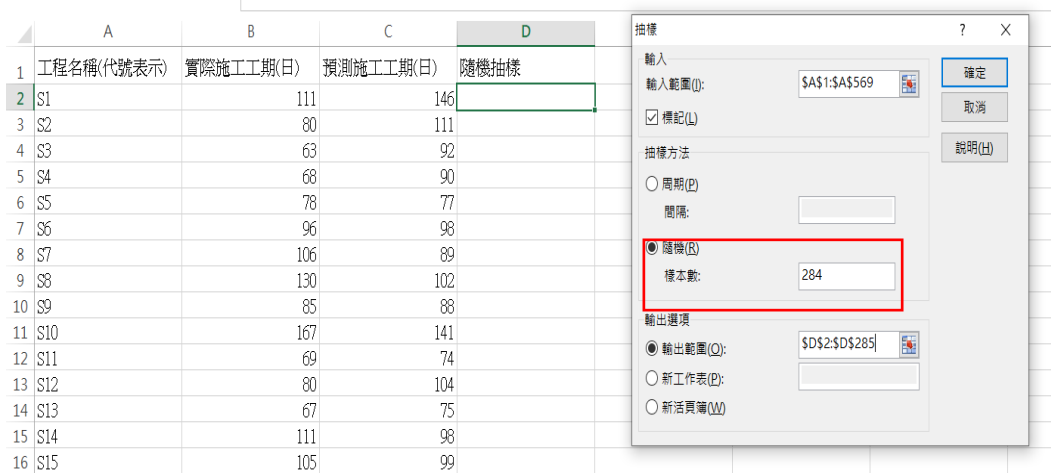 A B C D
1 工程名稱(代號表示) 實際施工工期(日) 預測施工工期(日) 隨機抽樣
2 S1 111 146
3 S2 80 111
4 S3 63 92
5 S4 68 90
6 S5 78 77
7 S6 96 98
8 S7 106 89
9 S8 130 102
10 S9 85 88
11 S10 167 141
12 S11 69 74
13 S12 80 104
14 S13 67 75
15 S14 111 98
16 S15 105 99
抽樣 ? X
輸入
輸入範圍(I): $A$1:$A$569 確定
標記(L) 取消
說明(H)
抽樣方法
周期(P)
間隔:
隨機(R)
樣本數: 284
輸出選項
輸出範圍(O): $D$2:$D$285
新工作表(P):
新活頁簿(W)